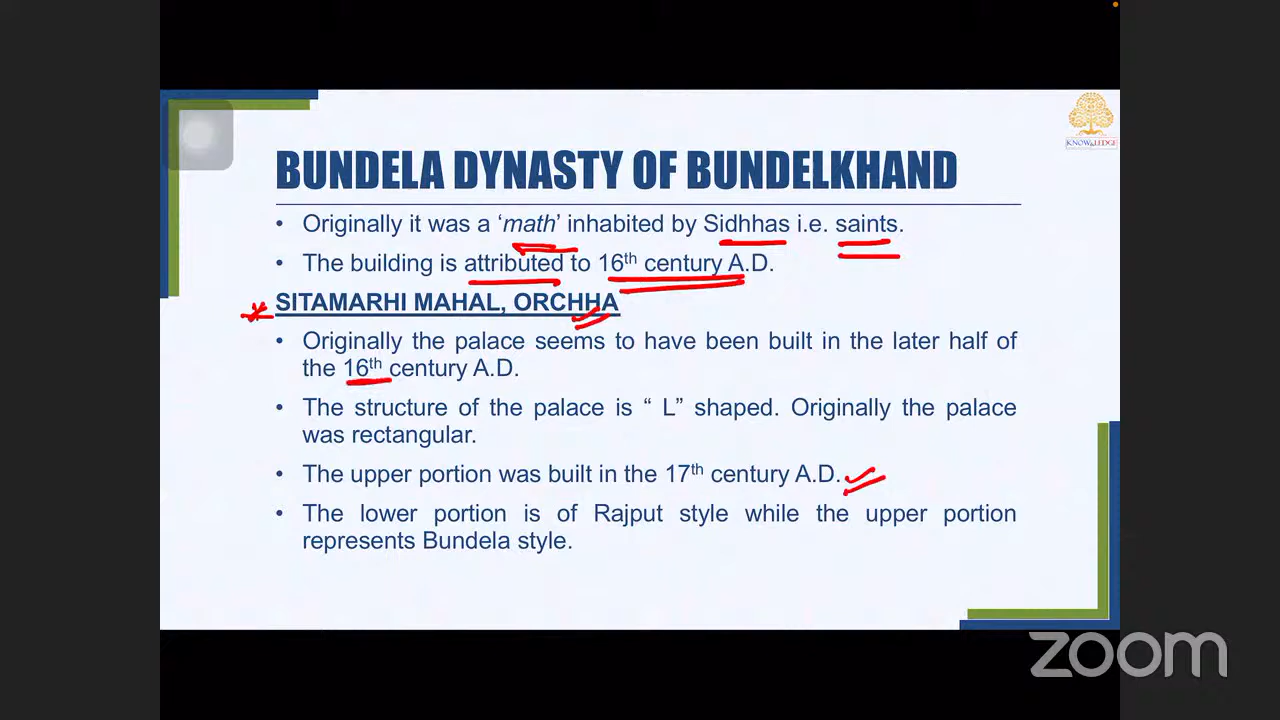 KNOW&LEDGE
BUNDELA DYNASTY OF BUNDELKHAND
• Originally it was a ‘math’ inhabited by Sidhhas i.e. saints.
• The building is attributed to 16th century A.D.
SITAMARHI MAHAL, ORCHHA
• Originally the palace seems to have been built in the later half of
the 16th century A.D.
• The structure of the palace is “ L” shaped. Originally the palace
was rectangular.
• The upper portion was built in the 17th century A.D.
• The lower portion is of Rajput style while the upper portion
represents Bundela style.
zoom